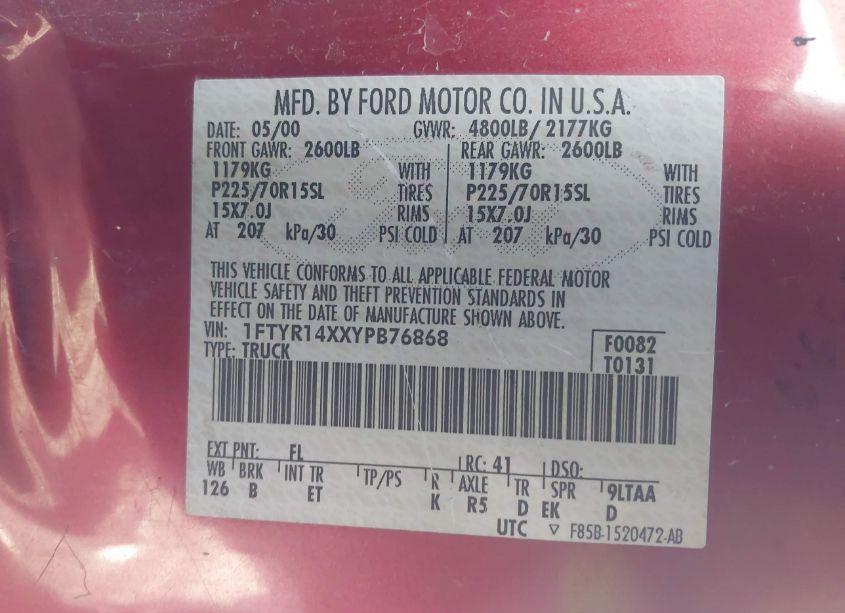 MFD. BY FORD MOTOR CO. IN U.S.A.
DATE: 05/00 GVWR: 4800LB/ 2177KG
FRONT GAWR: 2600LB REAR GAWR: 2600LB
1179KG WITH 1179KG WITH
P225/70R15SL TIRES P225/70R15SL TIRES
15X7.0J RIMS 15X7.0J RIMS
AT 207 kPa/30 PSI COLD AT 207 kPa/30 PSI COLD
THIS VEHICLE CONFORMS TO ALL APPLICABLE FEDERAL MOTOR
VEHICLE SAFETY AND THEFT PREVENTION STANDARDS IN
EFFECT ON THE DATE OF MANUFACTURE SHOWN ABOVE.
VIN: 1FTYR14XXYPB76868 F0082
TYPE: TRUCK T0131
EXT PNT: FL RC: 41 DSO:
WB BRK INT TR TP/PS R AXLE TR SPR 9LTAA
126 B ET K R5 D EK D
UTC ▽ F85B-1520472-AB